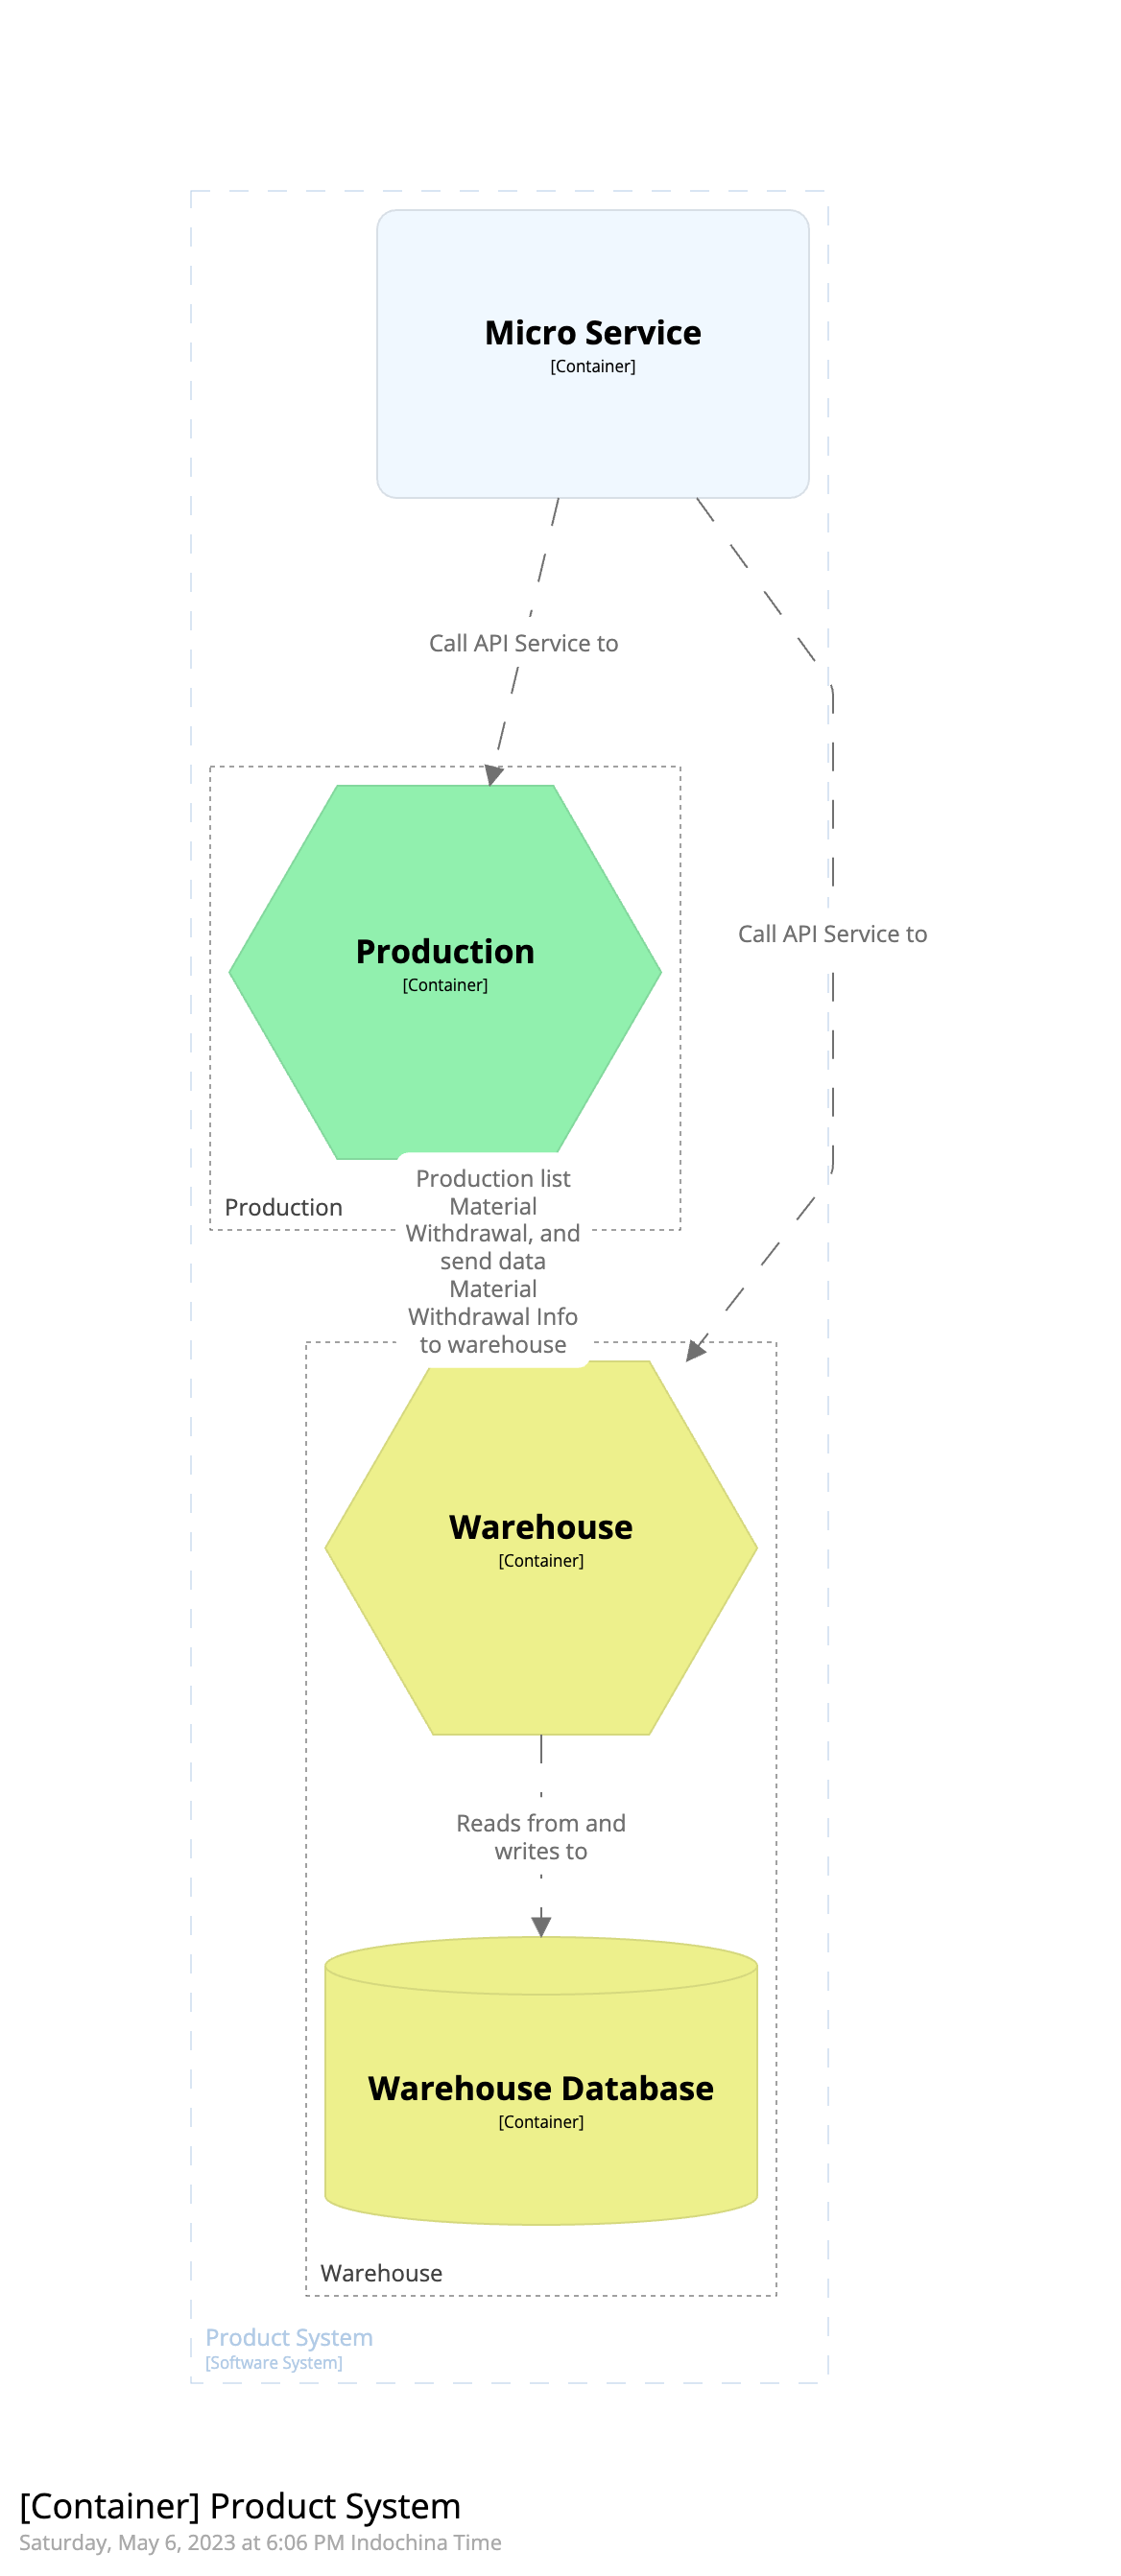 Micro Service
[Container]
Call API Service to
Production
[Container]
Call API Service to
Production list
Material
Withdrawal, and
send data
Material
Withdrawal Info
to warehouse
Production
Warehouse
[Container]
Reads from and
writes to
Warehouse Database
[Container]
Warehouse
Product System
[Software System]
[Container] Product System
Saturday, May 6, 2023 at 6:06 PM Indochina Time